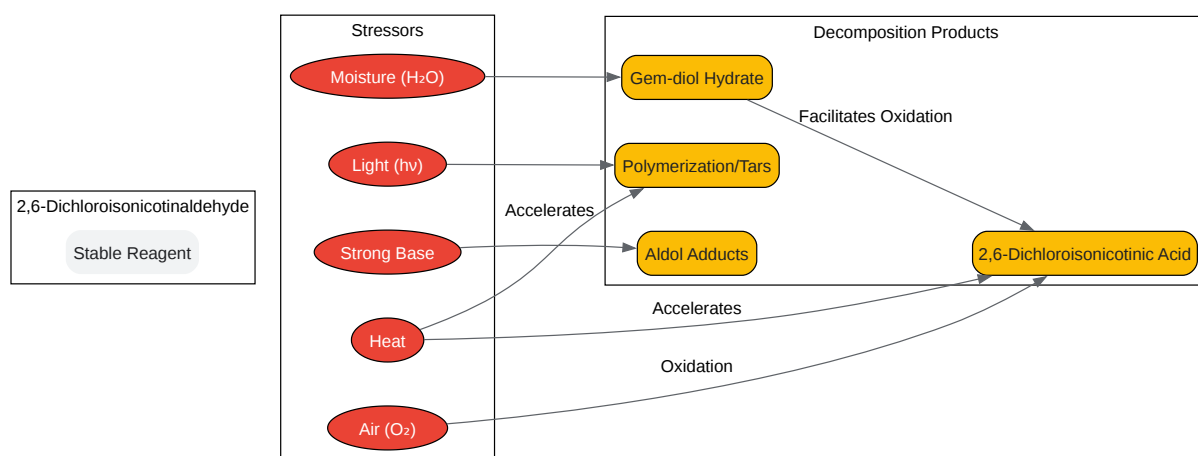 Stressors
Decomposition Products
Moisture (H₂O)
Gem-diol Hydrate
Facilitates Oxidation
Light (hν)
Polymerization/Tars
2,6-Dichloroisonicotinaldehyde
Accelerates
Stable Reagent
Strong Base
Aldol Adducts
2,6-Dichloroisonicotinic Acid
Accelerates
Heat
Oxidation
Air (O₂)